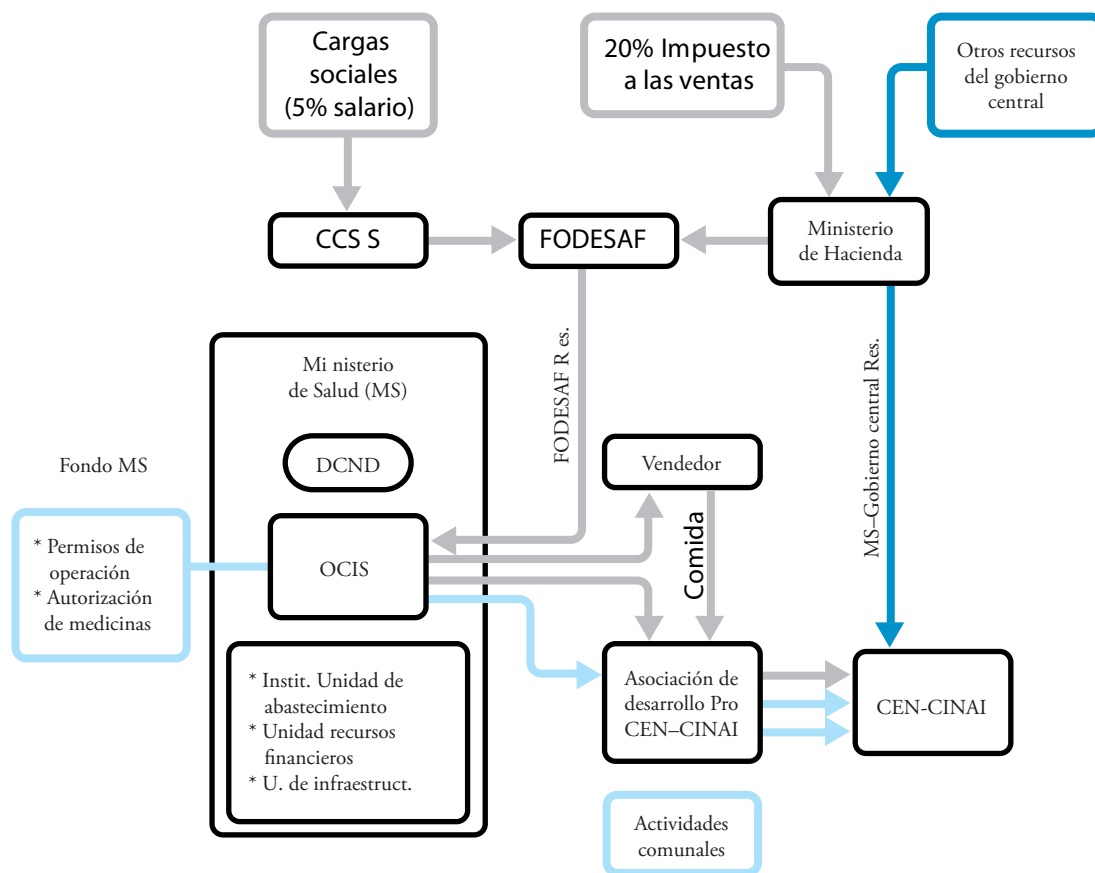 Cargas
sociales
(5% salario)
20% Impuesto
a las ventas
Otros recursos
del gobierno
central
CCS S
FODESAF
Ministerio
de Hacienda
FODESAF R es.
MS–Gobierno central Res.
Mi nisterio
de Salud (MS)
DCND
Vendedor
Fondo MS
* Permisos de
operación
* Autorización
de medicinas
OCIS
Comida
* Instit. Unidad de
abastecimiento
* Unidad recursos
financieros
* U. de infraestruct.
Asociación de
desarrollo Pro
CEN–CINAI
CEN-CINAI
Actividades
comunales